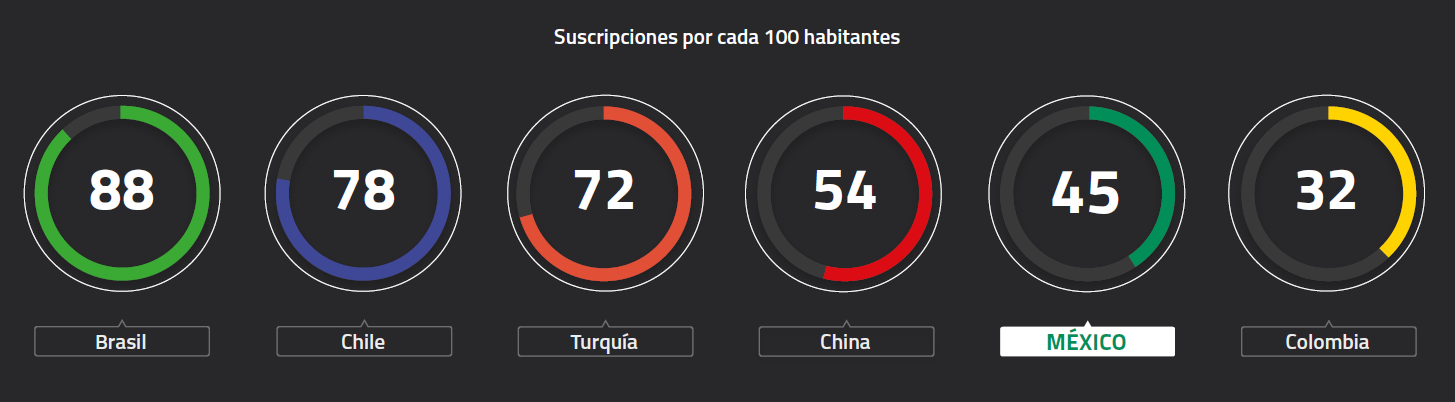 Suscripciones por cada 100 habitantes
88 78 72 54 45 32
Brasil Chile Turquía China MÉXICO Colombia